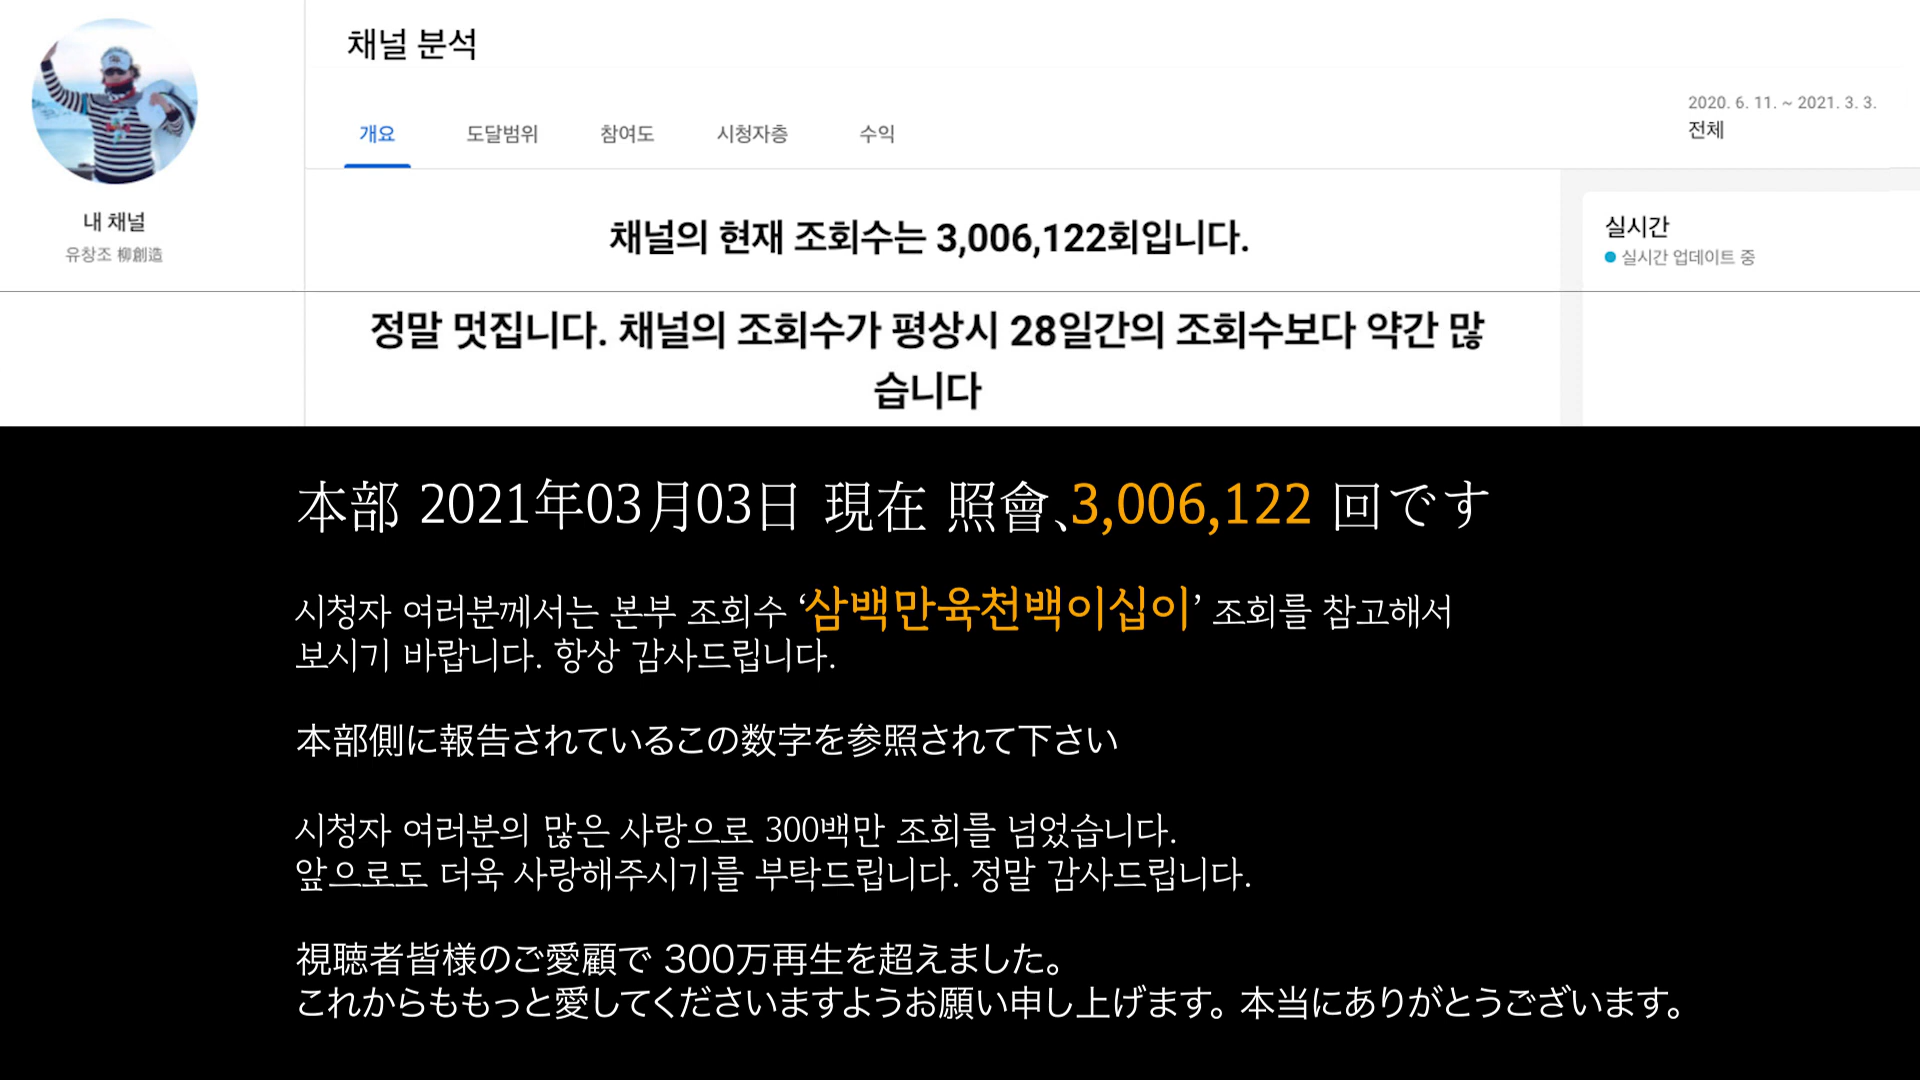 채널 분석
2020. 6. 11. ~ 2021. 3. 3.
전체
개요 도달범위 참여도 시청자층 수익
내 채널
유창조 柳創造
채널의 현재 조회수는 3,006,122회입니다.
실시간
실시간 업데이트 중
정말 멋집니다. 채널의 조회수가 평상시 28일간의 조회수보다 약간 많
습니다
本部 2021年03月03日 現在 照會、3,006,122 回です
시청자 여러분께서는 본부 조회수 ‘삼백만육천백이십이’ 조회를 참고해서
보시기 바랍니다. 항상 감사드립니다.
本部側に報告されているこの数字を参照されて下さい
시청자 여러분의 많은 사랑으로 300백만 조회를 넘었습니다.
앞으로도 더욱 사랑해주시기를 부탁드립니다. 정말 감사드립니다.
視聴者皆様のご愛顧で 300万再生を超えました。
これからももっと愛してくださいますようお願い申し上げます。本当にありがとうございます。